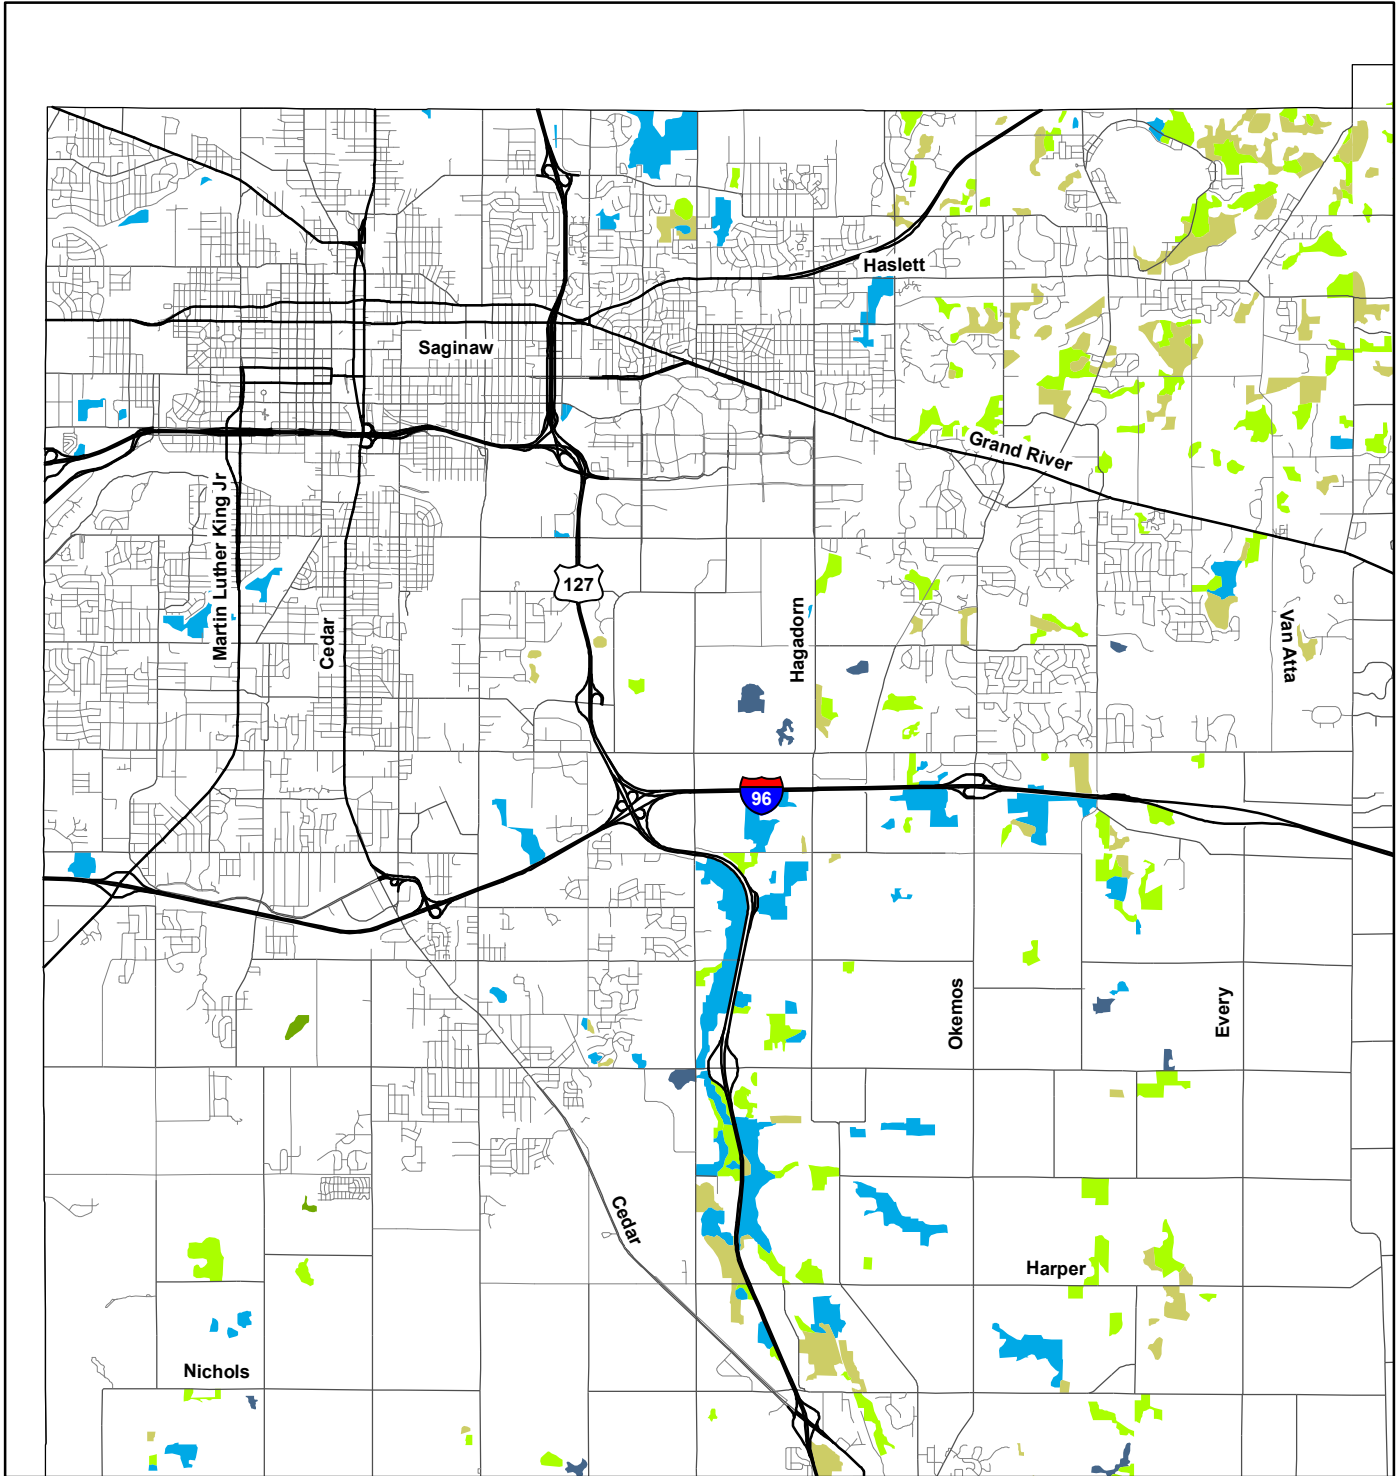 Haslett
Saginaw
Grand River
Martin Luther King Jr
Cedar
127
Hagadorn
Van Atta
96
Okemos
Every
Cedar
Harper
Nichols